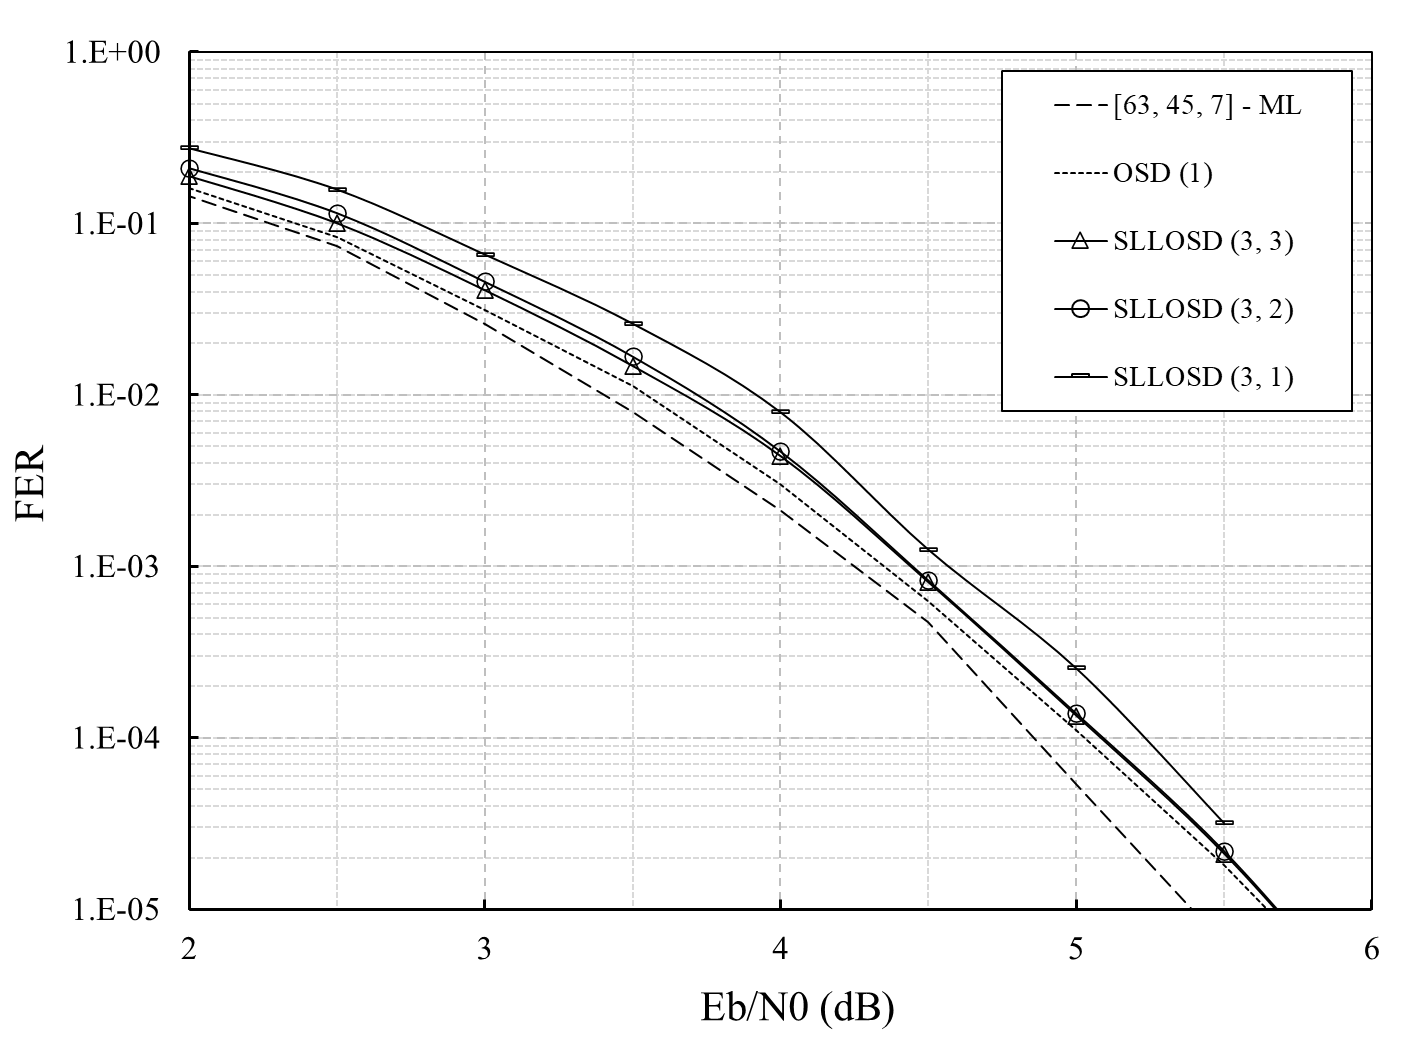 1.E+00
1.E-01
1.E-02
1.E-03
1.E-04
1.E-05
FER
2 3 4 5 6
Eb/N0 (dB)
[63, 45, 7] - ML
OSD (1)
SLLOSD (3, 3)
SLLOSD (3, 2)
SLLOSD (3, 1)